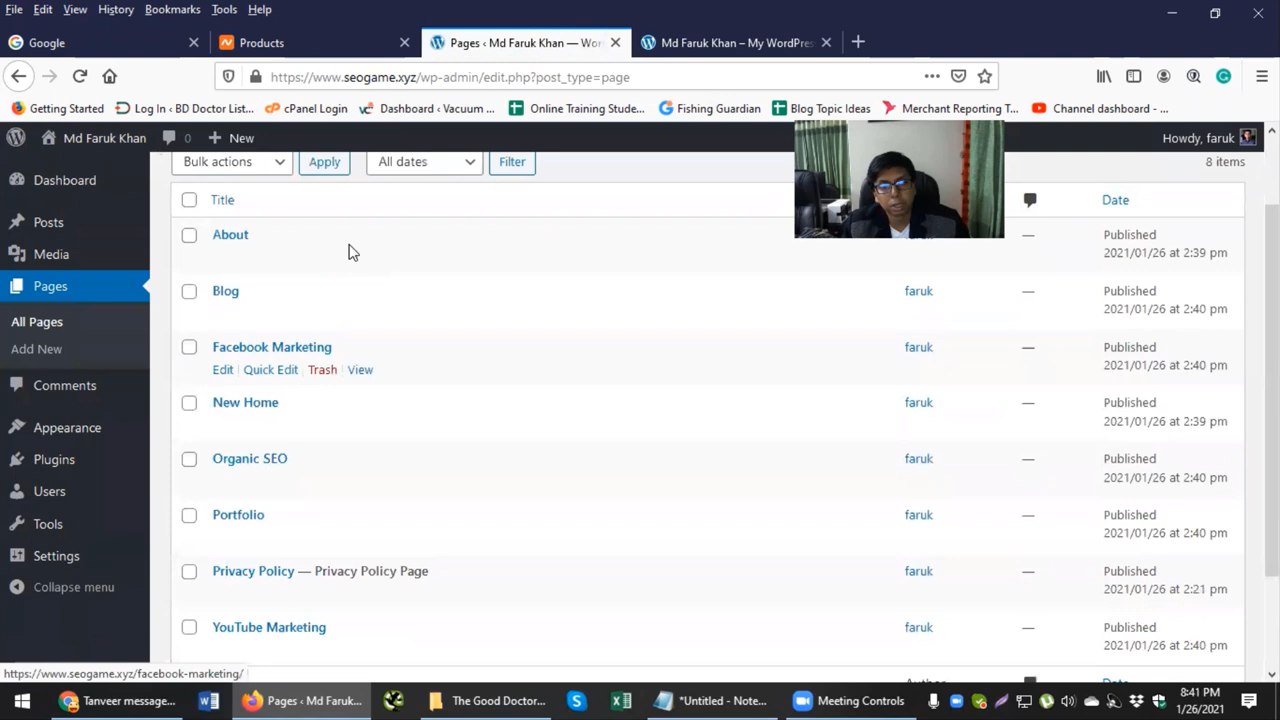 File Edit View History Bookmarks Tools Help
Google Products Pages ‹ Md Faruk Khan — Wor Md Faruk Khan – My WordPres
https://www.seogame.xyz/wp-admin/edit.php?post_type=page
Getting Started Log In ‹ BD Doctor List... cPanel Login Dashboard ‹ Vacuum ... Online Training Stude... Fishing Guardian Blog Topic Ideas Merchant Reporting T... Channel dashboard - ...
Md Faruk Khan 0 New Howdy, faruk
Bulk actions Apply All dates Filter 8 items
Dashboard
Posts
Media
Pages
All Pages
Add New
Comments
Appearance
Plugins
Users
Tools
Settings
Collapse menu
Title Date
About Published
2021/01/26 at 2:39 pm
Blog faruk — Published
2021/01/26 at 2:40 pm
Facebook Marketing faruk — Published
Edit | Quick Edit | Trash | View 2021/01/26 at 2:40 pm
New Home faruk — Published
2021/01/26 at 2:39 pm
Organic SEO faruk — Published
2021/01/26 at 2:40 pm
Portfolio faruk — Published
2021/01/26 at 2:40 pm
Privacy Policy — Privacy Policy Page faruk — Published
2021/01/26 at 2:21 pm
YouTube Marketing faruk — Published
2021/01/26 at 2:40 pm
https://www.seogame.xyz/facebook-marketing/
Tanveer message... Pages ‹ Md Faruk... The Good Doctor... *Untitled - Note... Meeting Controls 8:41 PM
1/26/2021